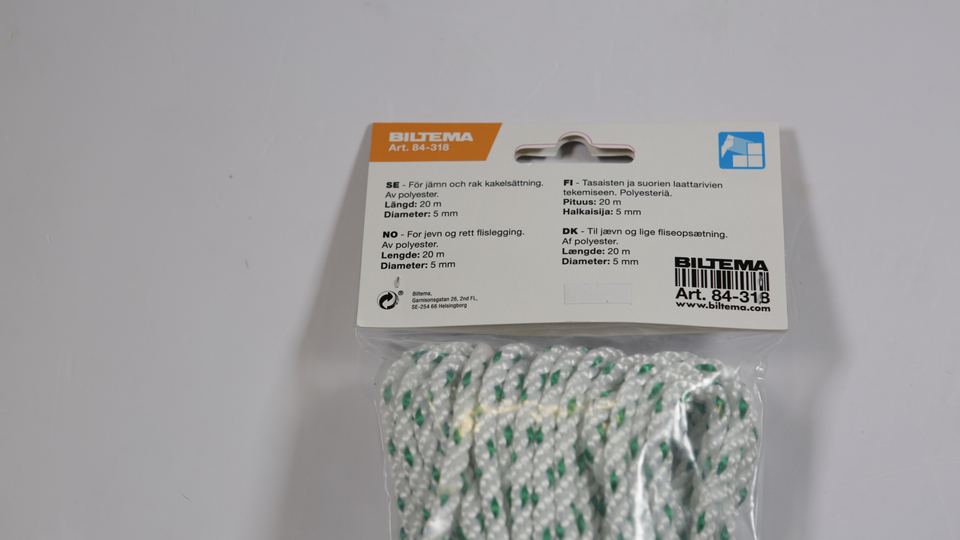 BILTEMA
Art. 84-318
SE - För jämn och rak kakelsättning.
Av polyester.
Längd: 20 m
Diameter: 5 mm
NO - For jevn og rett flislegging.
Av polyester.
Lengde: 20 m
Diameter: 5 mm
FI - Tasaisten ja suorien laattarivien
tekemiseen. Polyesteriä.
Pituus: 20 m
Halkaisija: 5 mm
DK - Til jævn og lige fliseopsætning.
Af polyester.
Længde: 20 m
Diameter: 5 mm
Biltema,
Garnisonsgatan 26, 2nd FL,
SE-254 66 Helsingborg
BILTEMA
Art. 84-318
www.biltema.com